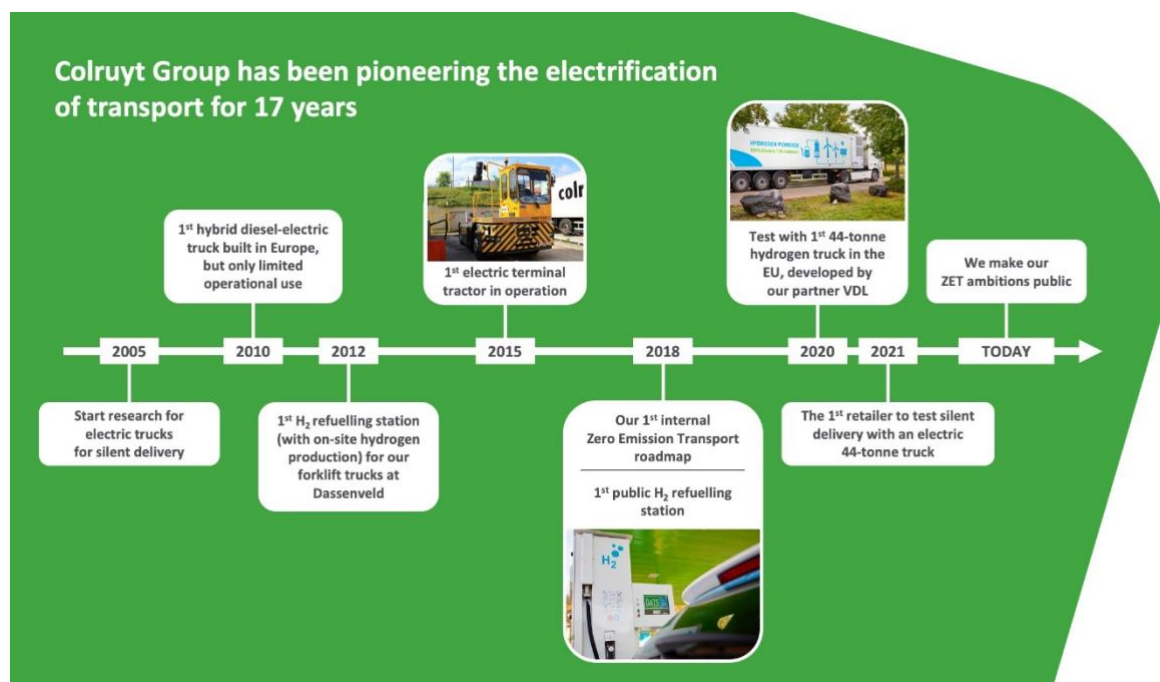 Colruyt Group has been pioneering the electrification
of transport for 17 years
1st hybrid diesel-electric
truck built in Europe,
but only limited
operational use
colr
1st electric terminal
tractor in operation
HYDROGEN POWERED
Test with 1st 44-tonne
hydrogen truck in the
EU, developed by
our partner VDL
We make our
ZET ambitions public
2005
2010
2012
2015
2018
2020
2021
TODAY
Start research for
electric trucks
for silent delivery
1st H2 refuelling station
(with on-site hydrogen
production) for our
forklift trucks at
Dassenveld
Our 1st internal
Zero Emission Transport
roadmap
1st public H2 refuelling
station
H2
DATS
The 1st retailer to test silent
delivery with an electric
44-tonne truck